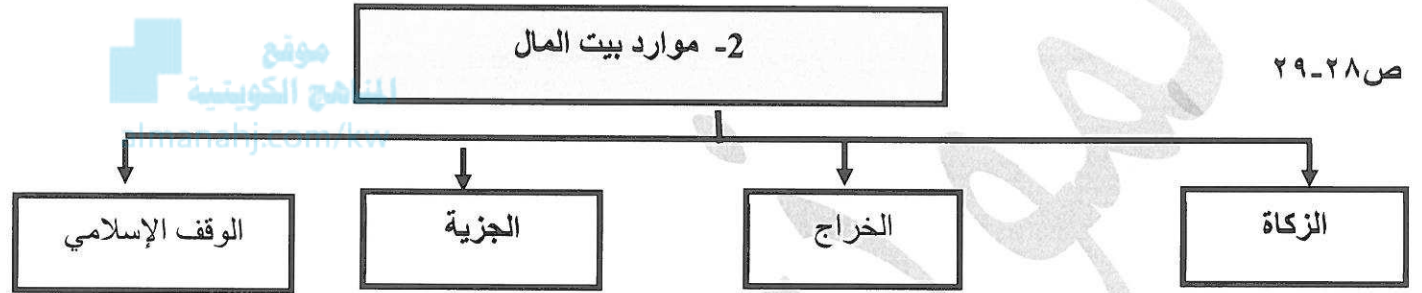 2- موارد بيت المال
ص٢٨-٢٩
موقع
المناهج الكويتية
almanahj.com/kw
الزكاة
الخراج
الجزية
الوقف الإسلامي